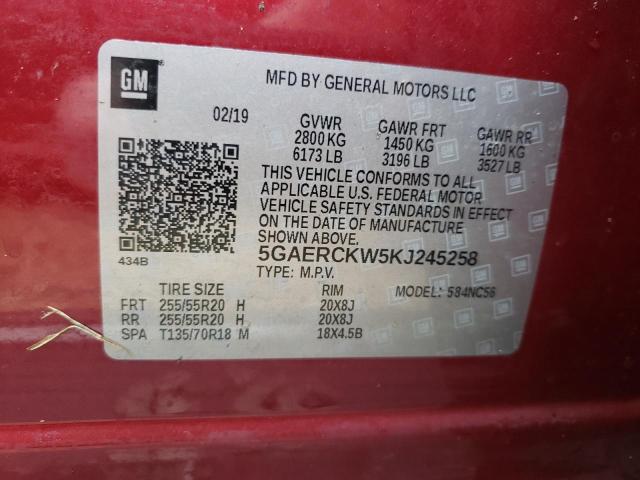 GM
MFD BY GENERAL MOTORS LLC
02/19
GVWR GAWR FRT GAWR RR
2800 KG 1450 KG 1600 KG
6173 LB 3196 LB 3527 LB
THIS VEHICLE CONFORMS TO ALL
APPLICABLE U.S. FEDERAL MOTOR
VEHICLE SAFETY STANDARDS IN EFFECT
ON THE DATE OF MANUFACTURE
SHOWN ABOVE.
434B
5GAERCKW5KJ245258
TYPE: M.P.V. MODEL: 584NC56
TIRE SIZE RIM
FRT 255/55R20 H 20X8J
RR 255/55R20 H 20X8J
SPA T135/70R18 M 18X4.5B